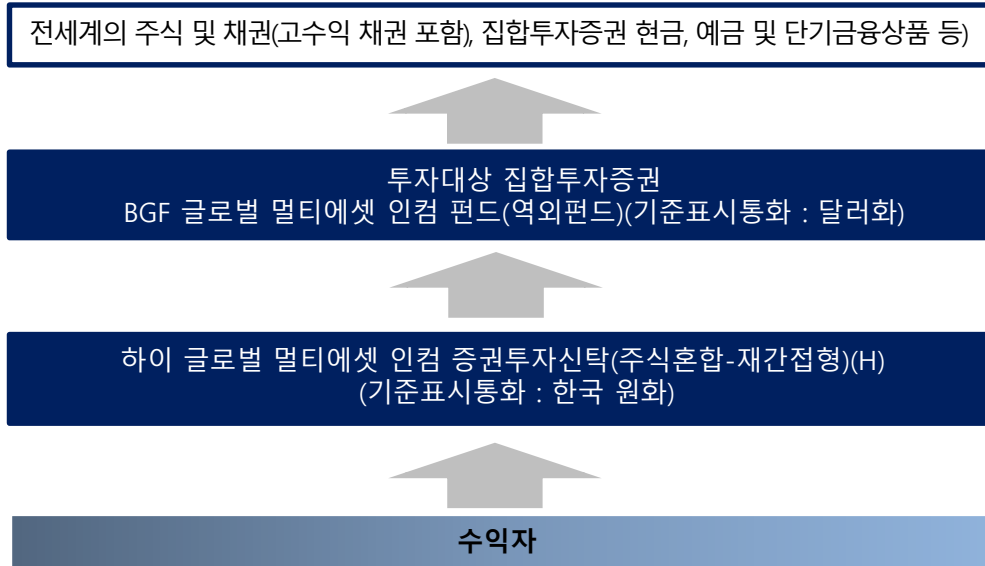 전세계의 주식 및 채권(고수익 채권 포함), 집합투자증권 현금, 예금 및 단기금융상품 등)
투자대상 집합투자증권
BGF 글로벌 멀티에셋 인컴 펀드(역외펀드)(기준표시통화 : 달러화)
하이 글로벌 멀티에셋 인컴 증권투자신탁(주식혼합-재간접형)(H)
(기준표시통화 : 한국 원화)
수익자